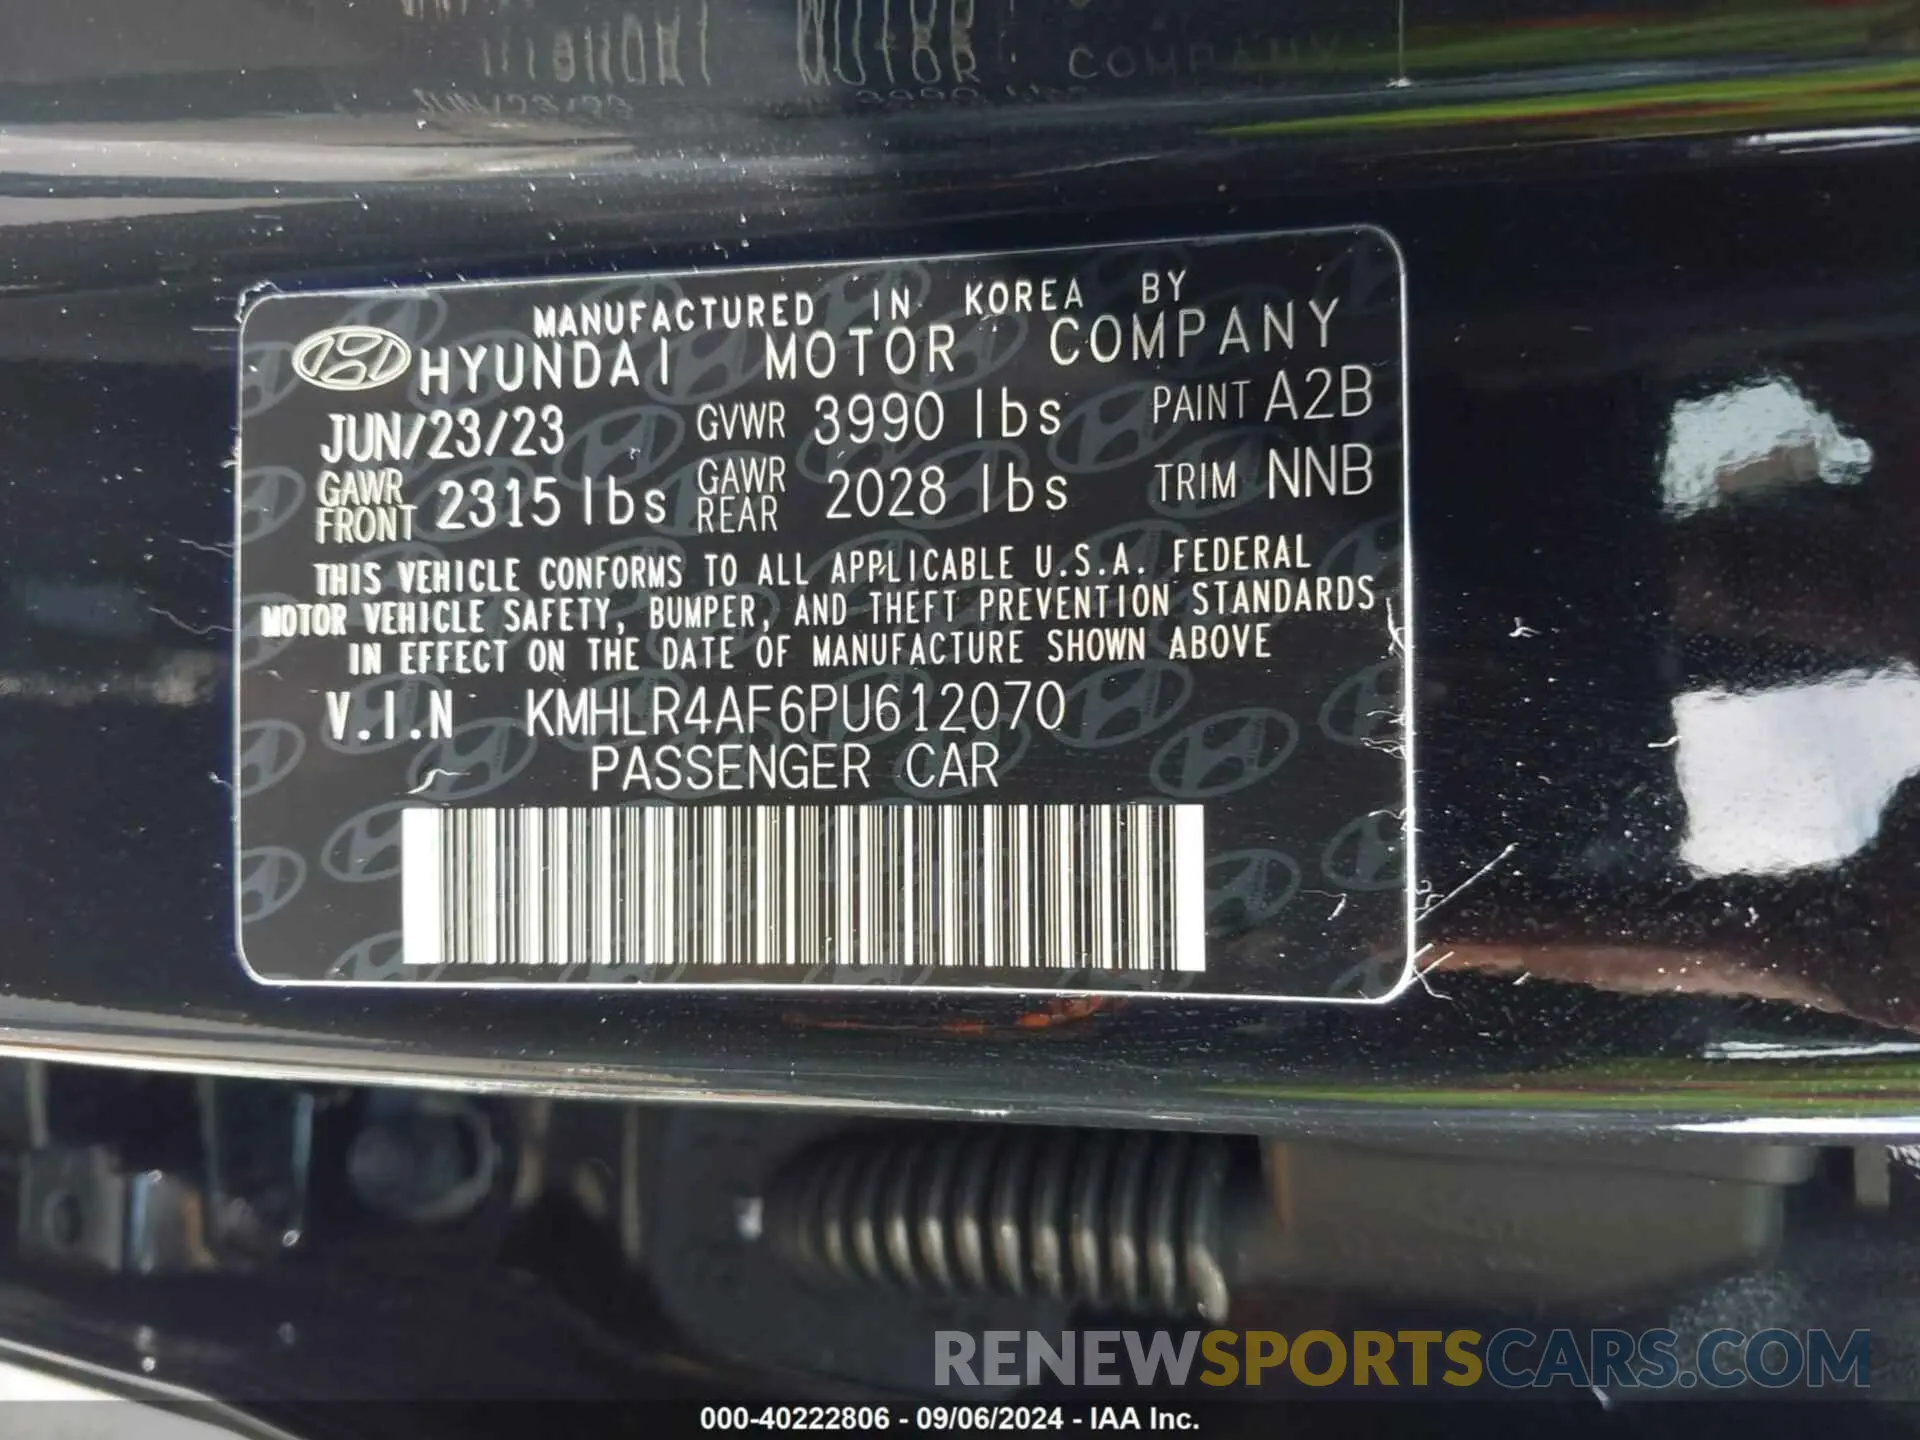 MANUFACTURED IN KOREA BY
HYUNDAI MOTOR COMPANY
JUN/23/23 GVWR 3990 lbs PAINT A2B
GAWR FRONT 2315 lbs GAWR REAR 2028 lbs TRIM NNB
THIS VEHICLE CONFORMS TO ALL APPLICABLE U.S.A. FEDERAL
MOTOR VEHICLE SAFETY, BUMPER, AND THEFT PREVENTION STANDARDS
IN EFFECT ON THE DATE OF MANUFACTURE SHOWN ABOVE
V.I.N KMHLR4AF6PU612070
PASSENGER CAR
RENEWSPORTSCARS.COM
000-40222806 - 09/06/2024 - IAA Inc.